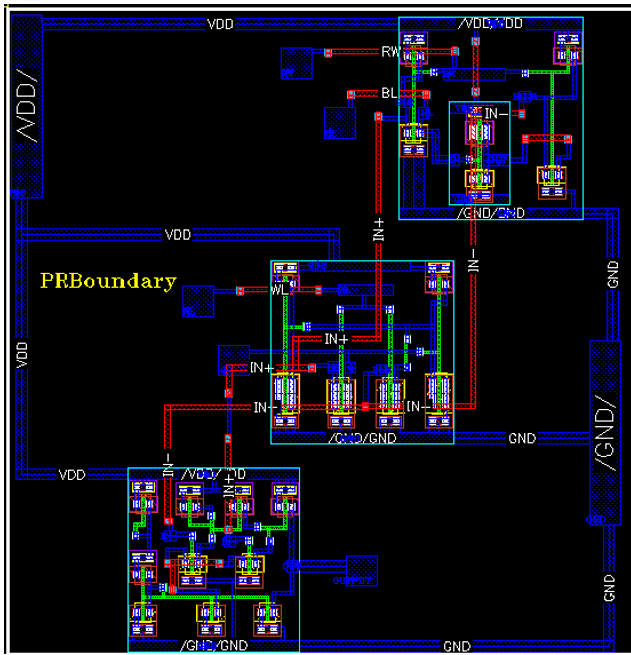 VDD
/VDD/VDD
/VDD/
RW
BL
IN-
/GND/GND
IN+
IN-
VDD
GND
PRBoundary
WL
IN+
VDD
IN+
/GND/
IN-
IN-
/GND/GND
GND
IN-
VDD
/VDD/VDD
IN+
GND
/GND/GND
GND